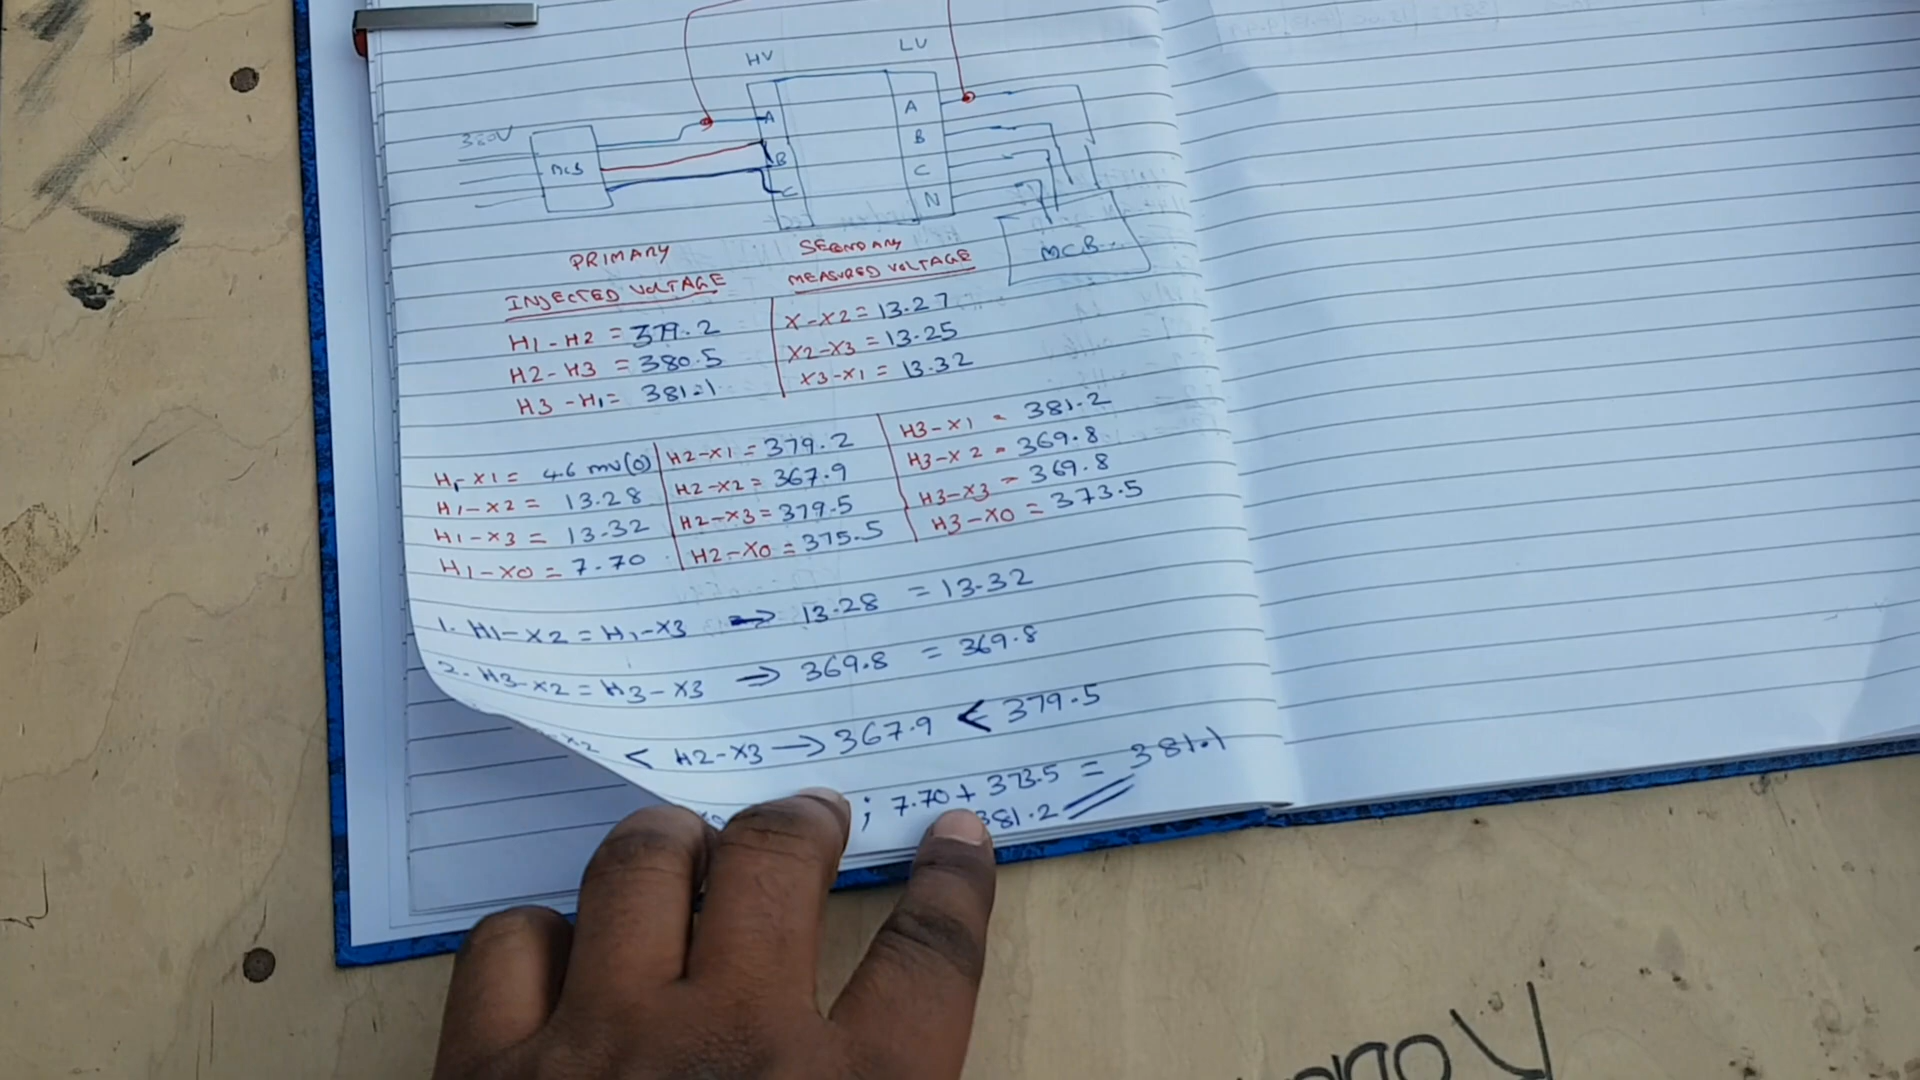 HV LV
380V
MCB
A
B
C
A
B
C
N
MCB
PRIMARY
INJECTED VOLTAGE
H1-H2 = 379.2
H2-H3 = 380.5
H3-H1= 381.1
SECONDARY
MEASURED VOLTAGE
X-X2 = 13.27
X2-X3 = 13.25
X3-X1 = 13.32
H1-X1 = 46 mV(0)
H1-X2 = 13.28
H1-X3 = 13.32
H1-X0 = 7.70
H2-X1 = 379.2
H2-X2 = 367.9
H2-X3 = 379.5
H2-X0 = 375.5
H3-X1 = 381.2
H3-X2 = 369.8
H3-X3 = 369.8
H3-X0 = 373.5
1. H1-X2 = H1-X3 → 13.28 = 13.32
2. H3-X2 = H3-X3 → 369.8 = 369.8
< H2-X3 → 367.9 < 379.5
; 7.70 + 373.5 = 381.1
381.2